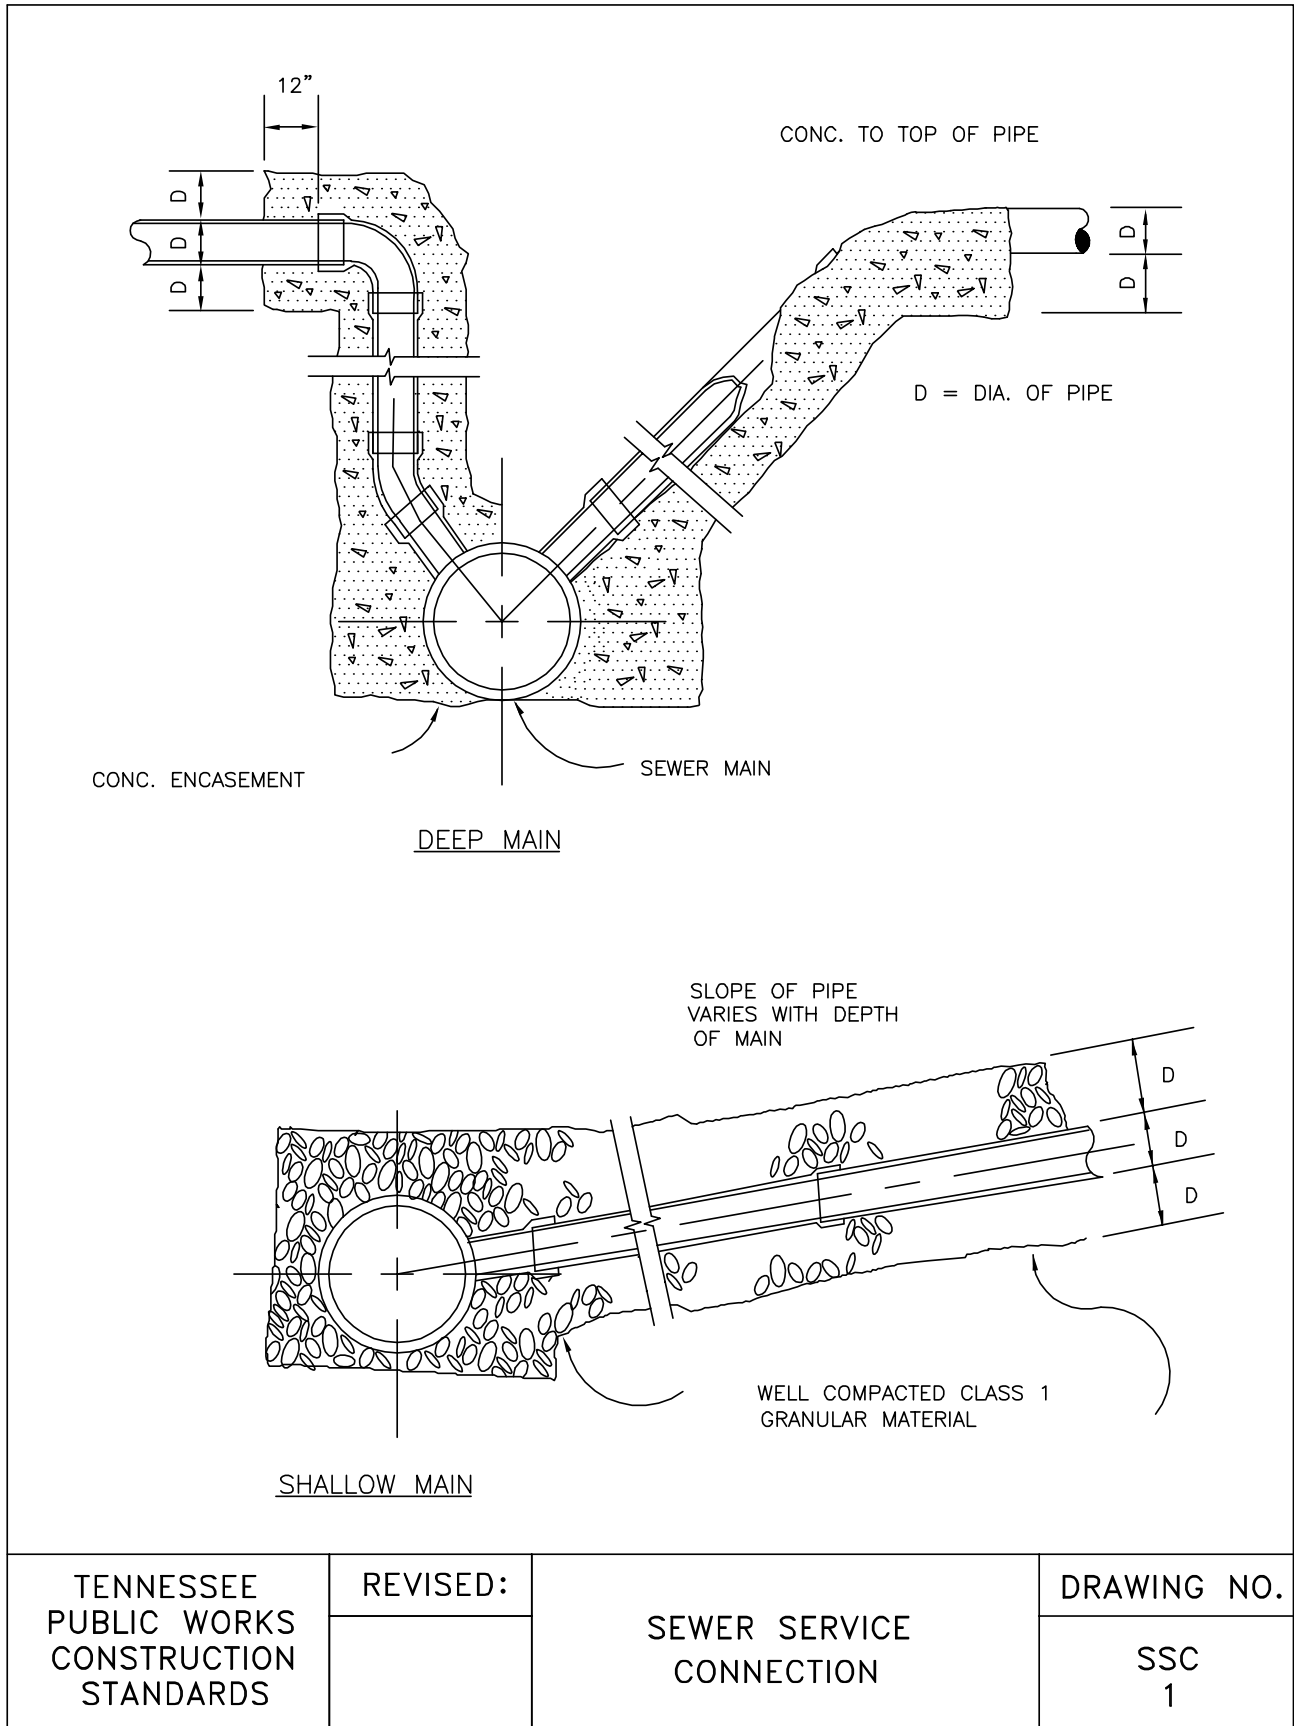 12"
CONC. TO TOP OF PIPE
D
D
D
D
D
D = DIA. OF PIPE
CONC. ENCASEMENT
SEWER MAIN
DEEP MAIN
SLOPE OF PIPE
VARIES WITH DEPTH
OF MAIN
D
D
D
WELL COMPACTED CLASS 1
GRANULAR MATERIAL
SHALLOW MAIN
TENNESSEE
PUBLIC WORKS
CONSTRUCTION
STANDARDS
REVISED:
SEWER SERVICE
CONNECTION
DRAWING NO.
SSC
1